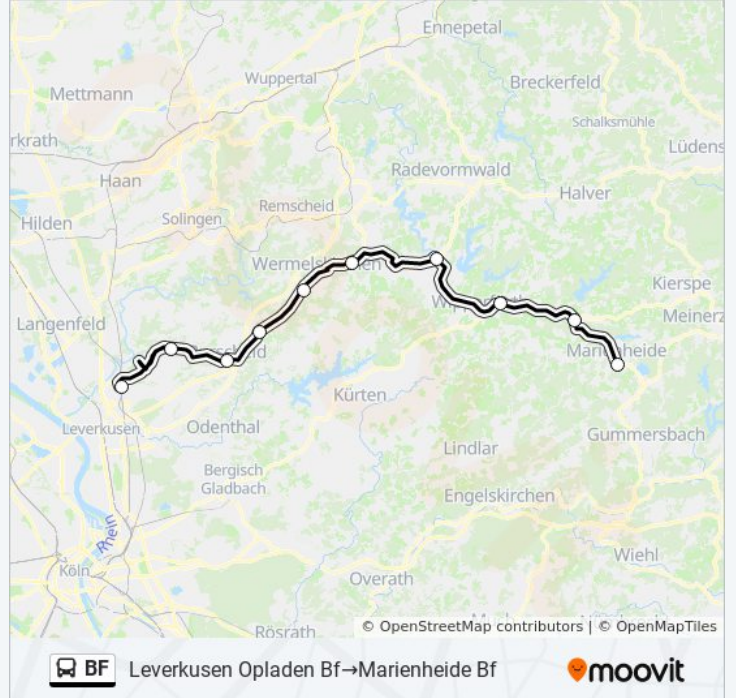 Ennepetal
Wuppertal
Breckerfeld
Mettmann
Schalksmühle
rkrath
Lüdens
Radevormwald
Haan
Halver
Remscheid
Solingen
Hilden
Wermelskirchen
Kierspe
Langenfeld
Meinerz
Marienheide
Kürten
Leverkusen
Odenthal
Gummersbach
Lindlar
Bergisch
Gladbach
Engelskirchen
Rhein
Wiehl
Köln
Overath
© OpenStreetMap contributors | © OpenMapTiles
Rösrath
BF Leverkusen Opladen Bf→Marienheide Bf moovit